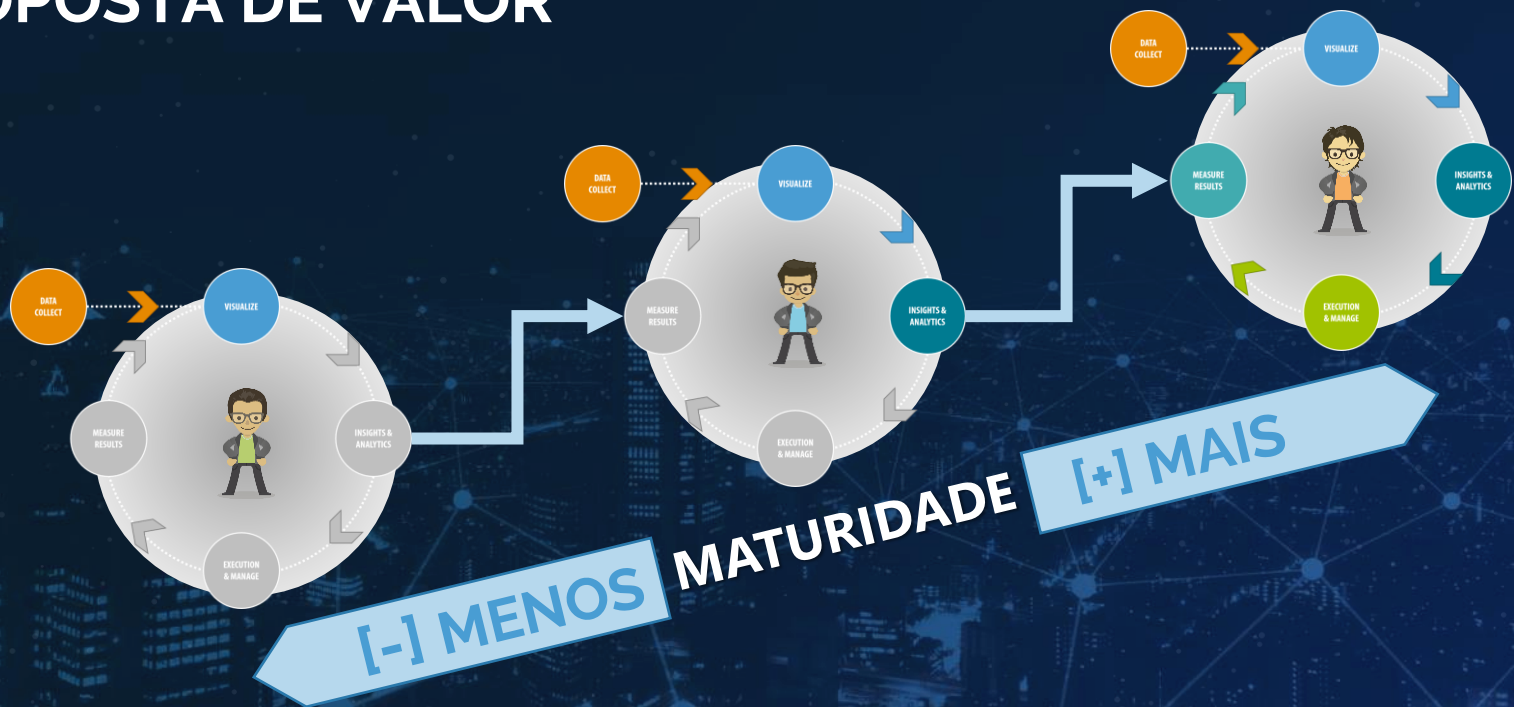 OPOSTA DE VALOR
DATA
COLLECT
VISUALIZE
MEASURE
RESULTS
INSIGHTS &
ANALYTICS
EXECUTION
& MANAGE
DATA
COLLECT
VISUALIZE
MEASURE
RESULTS
INSIGHTS &
ANALYTICS
EXECUTION
& MANAGE
DATA
COLLECT
VISUALIZE
MEASURE
RESULTS
INSIGHTS &
ANALYTICS
EXECUTION
& MANAGE
[-] MENOS
MATURIDADE
[+] MAIS